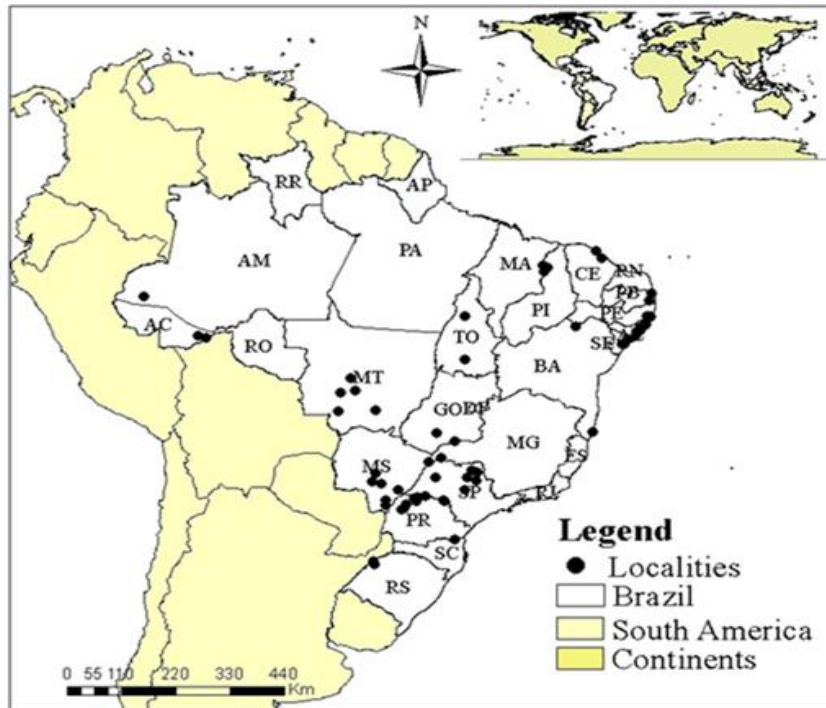 N
RR
AP
AM
PA
MA
CE
RN
PB
PI
PE
AC
TO
SE
RO
BA
MT
GO
DF
MG
MS
ES
SP
RJ
PR
SC
RS
Legend
Localities
Brazil
South America
Continents
0 55 110 220 330 440
Km